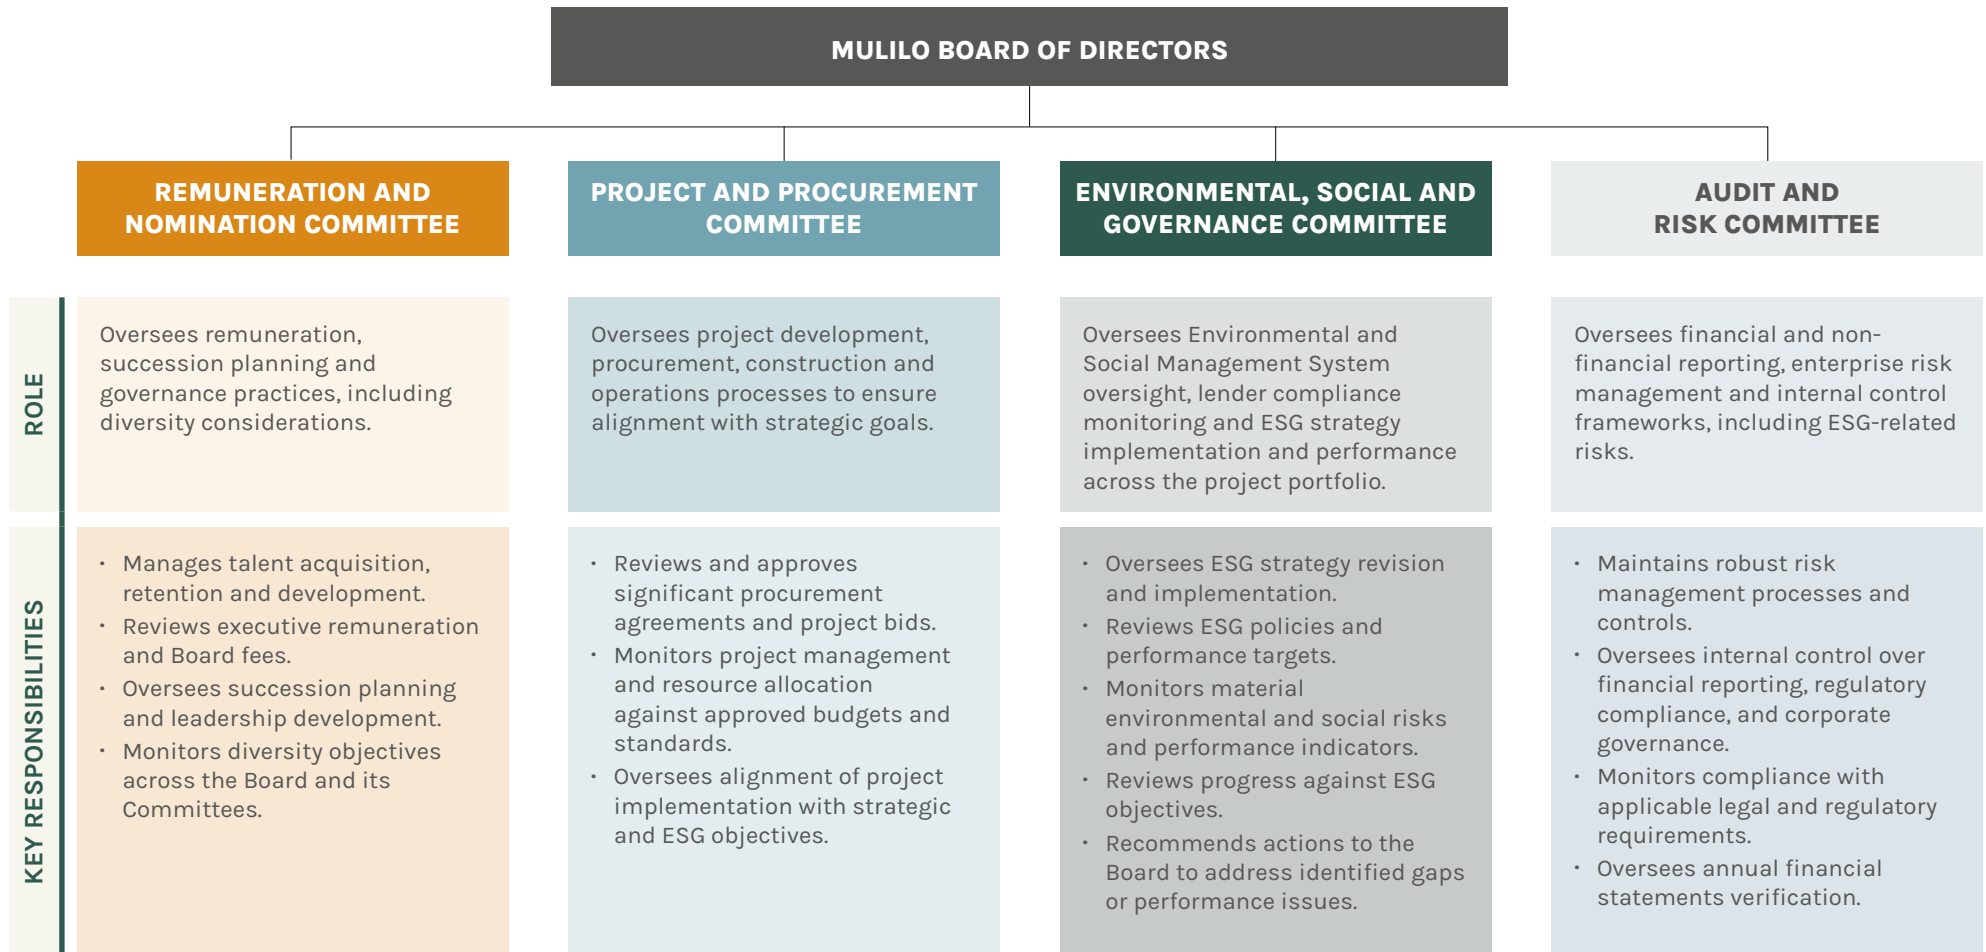 MULILO BOARD OF DIRECTORS
REMUNERATION AND
NOMINATION COMMITTEE
PROJECT AND PROCUREMENT
COMMITTEE
ENVIRONMENTAL, SOCIAL AND
GOVERNANCE COMMITTEE
AUDIT AND
RISK COMMITTEE
ROLE
Oversees remuneration,
succession planning and
governance practices, including
diversity considerations.
Oversees project development,
procurement, construction and
operations processes to ensure
alignment with strategic goals.
Oversees Environmental and
Social Management System
oversight, lender compliance
monitoring and ESG strategy
implementation and performance
across the project portfolio.
Oversees financial and non-
financial reporting, enterprise risk
management and internal control
frameworks, including ESG-related
risks.
KEY RESPONSIBILITIES
• Manages talent acquisition,
retention and development.
• Reviews executive remuneration
and Board fees.
• Oversees succession planning
and leadership development.
• Monitors diversity objectives
across the Board and its
Committees.
• Reviews and approves
significant procurement
agreements and project bids.
• Monitors project management
and resource allocation
against approved budgets and
standards.
• Oversees alignment of project
implementation with strategic
and ESG objectives.
• Oversees ESG strategy revision
and implementation.
• Reviews ESG policies and
performance targets.
• Monitors material
environmental and social risks
and performance indicators.
• Reviews progress against ESG
objectives.
• Recommends actions to the
Board to address identified gaps
or performance issues.
• Maintains robust risk
management processes and
controls.
• Oversees internal control over
financial reporting, regulatory
compliance, and corporate
governance.
• Monitors compliance with
applicable legal and regulatory
requirements.
• Oversees annual financial
statements verification.